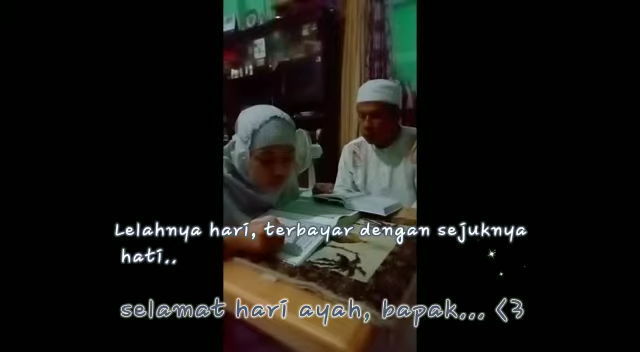 Lelahnya hari, terbayar dengan sejuknya
hati..
selamat hari ayah, bapak... <3